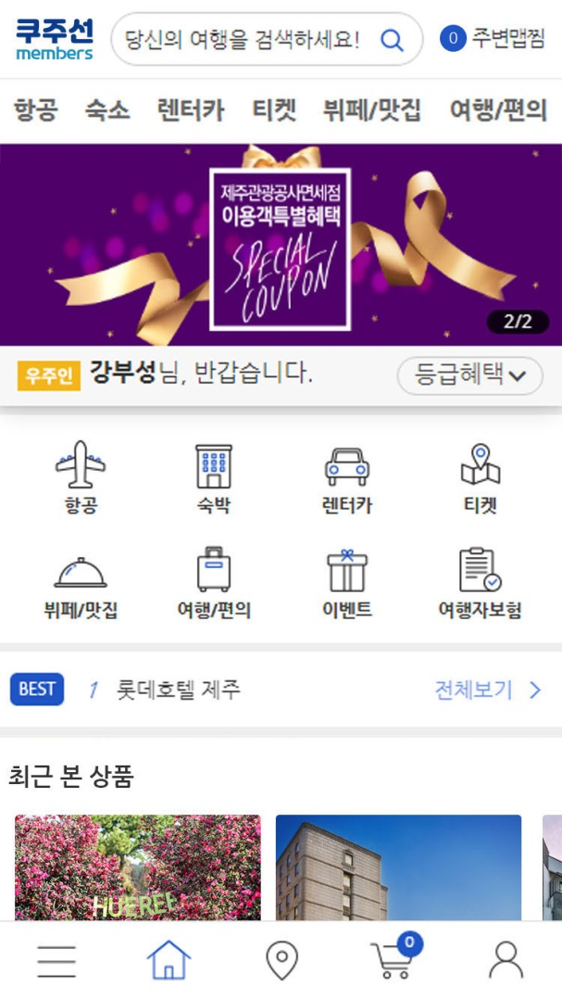 쿠주선
members
당신의 여행을 검색하세요!
0 주변맵찜
항공 숙소 렌터카 티켓 뷔페/맛집 여행/편의
제주관광공사면세점
이용객특별혜택
SPECIAL
COUPON
2/2
우주인 강부성님, 반갑습니다.
등급혜택
항공 숙박 렌터카 티켓
뷔페/맛집 여행/편의 이벤트 여행자보험
BEST 1 롯데호텔 제주 전체보기
최근 본 상품
HUEREE
0